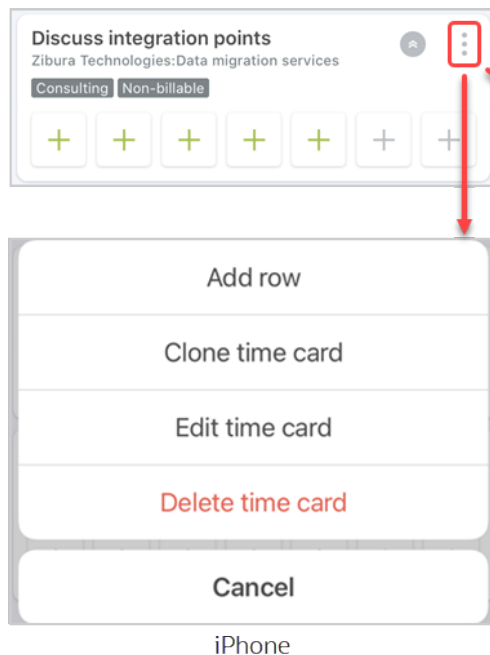 Discuss integration points
Zibura Technologies:Data migration services
Consulting Non-billable
Add row
Clone time card
Edit time card
Delete time card
Cancel
iPhone